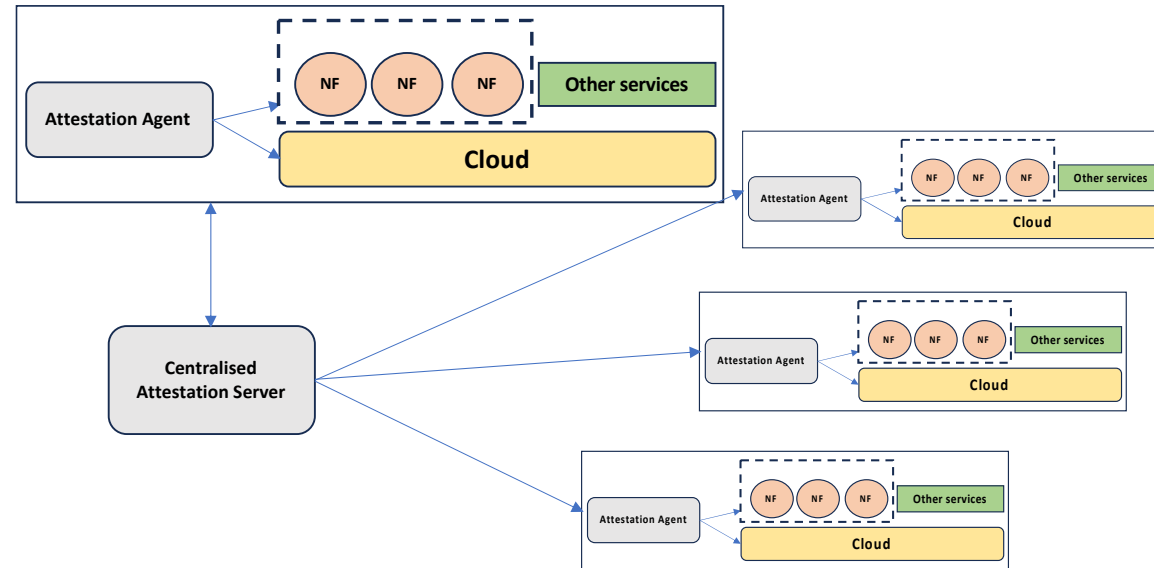 NF
NF
NF
Other services
Attestation Agent
Cloud
NF
NF
NF
Other services
Attestation Agent
Cloud
Centralised
Attestation Server
NF
NF
NF
Other services
Attestation Agent
Cloud
NF
NF
NF
Other services
Attestation Agent
Cloud